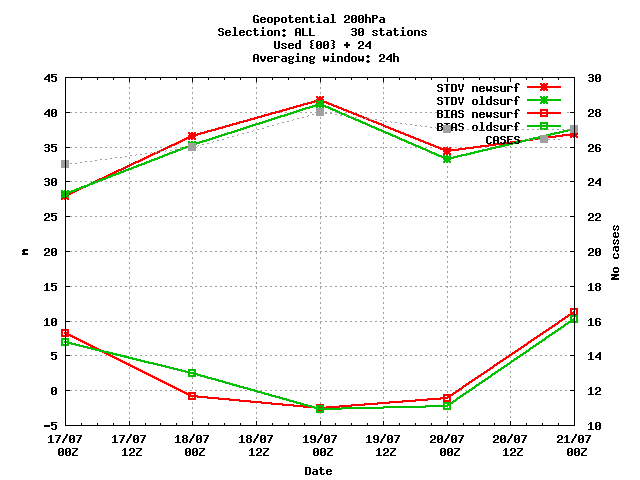 Geopotential 200hPa
Selection: ALL     30 stations
Used {00} + 24
Averaging window: 24h
STDV newsurf
STDV oldsurf
BIAS newsurf
BIAS oldsurf
CASES
45
40
35
30
25
20
15
10
5
0
-5
m
30
28
26
24
22
20
18
16
14
12
10
No cases
17/07 17/07 18/07 18/07 19/07 19/07 20/07 20/07 21/07
00Z 12Z 00Z 12Z 00Z 12Z 00Z 12Z 00Z
Date